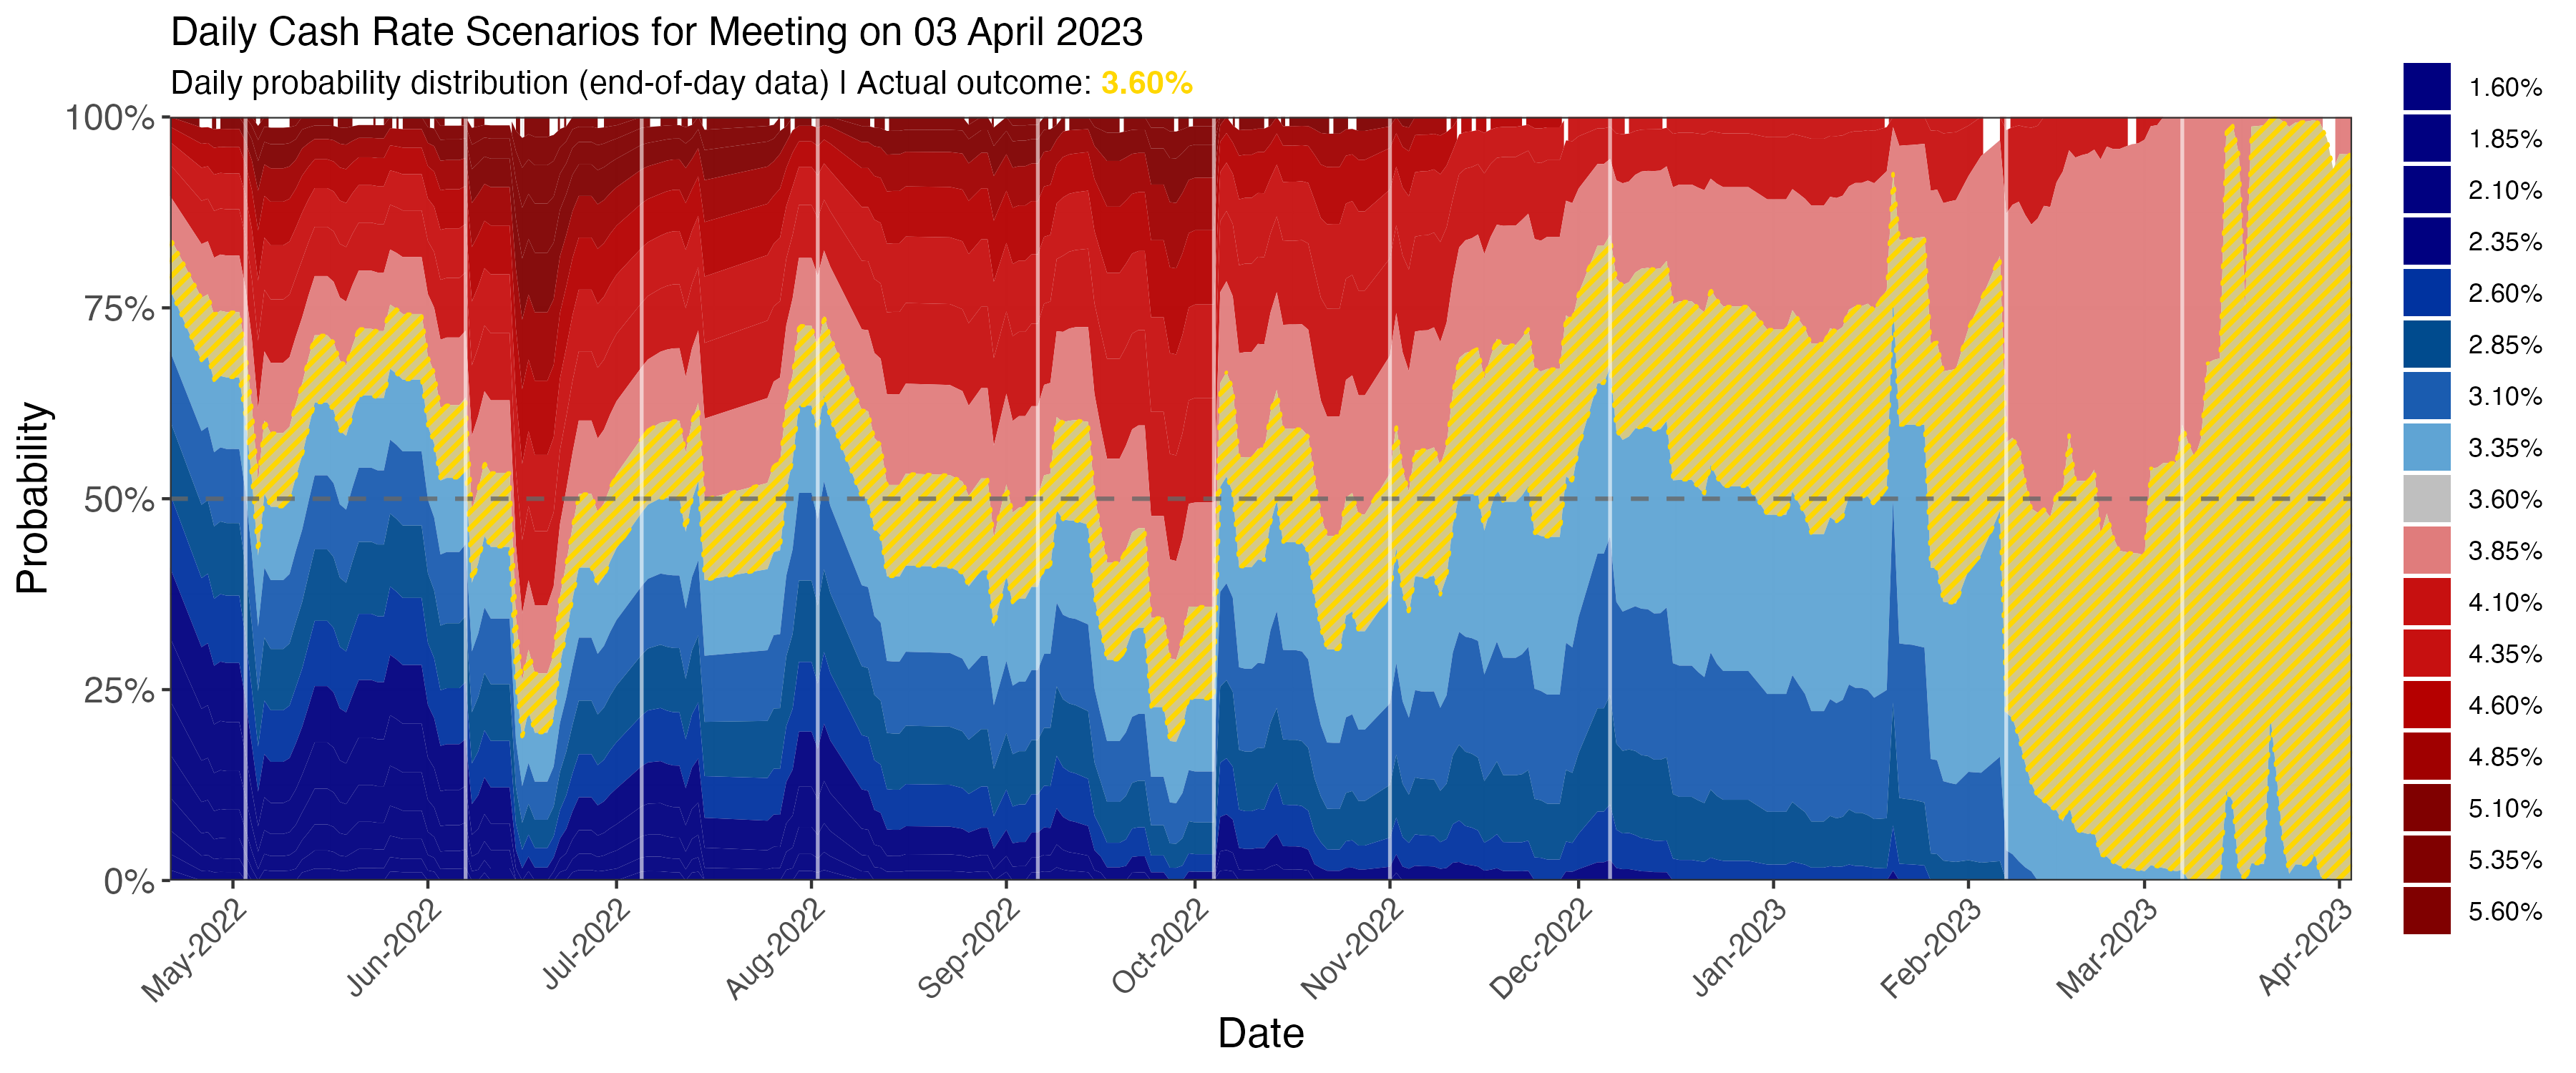 Daily Cash Rate Scenarios for Meeting on 03 April 2023
Daily probability distribution (end-of-day data) | Actual outcome: 3.60%
Probability
100%
75%
50%
25%
0%
May-2022
Jun-2022
Jul-2022
Aug-2022
Sep-2022
Oct-2022
Nov-2022
Dec-2022
Jan-2023
Feb-2023
Mar-2023
Apr-2023
Date
1.60%
1.85%
2.10%
2.35%
2.60%
2.85%
3.10%
3.35%
3.60%
3.85%
4.10%
4.35%
4.60%
4.85%
5.10%
5.35%
5.60%